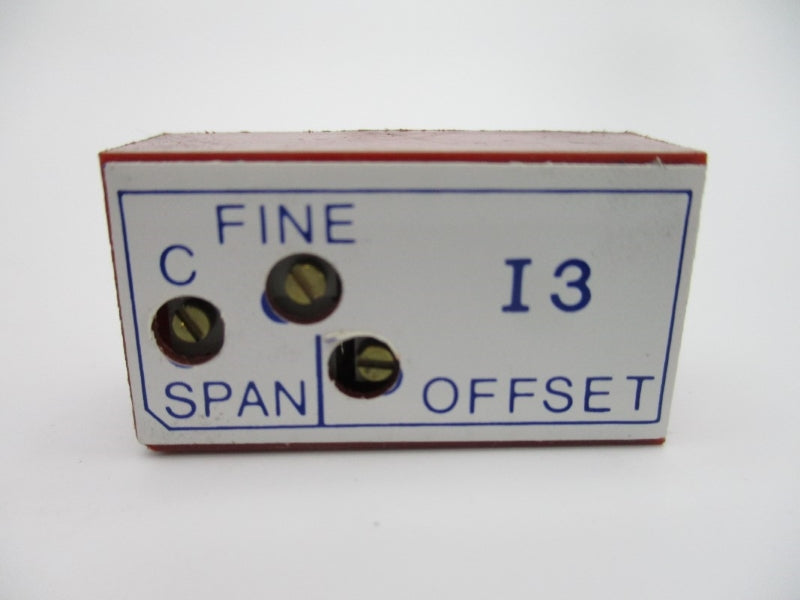 FINE
C
I3
SPAN
OFFSET